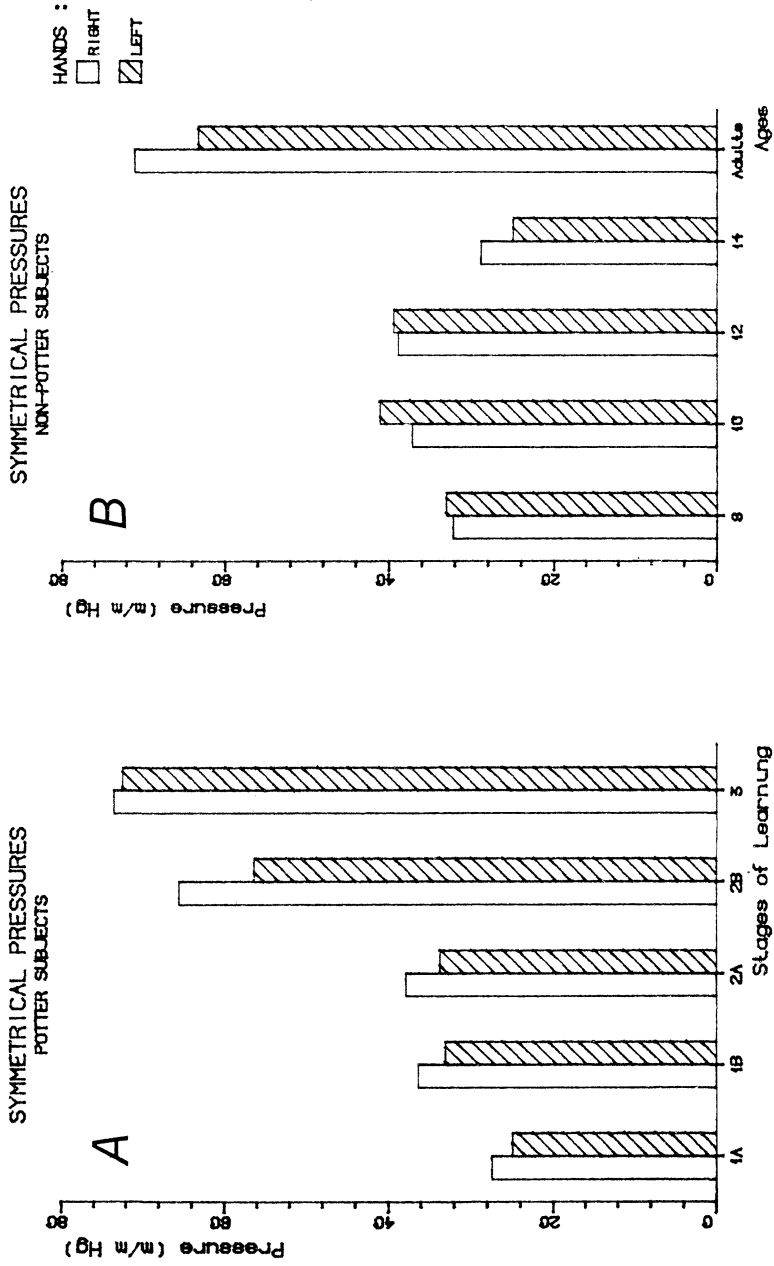 SYMMETRICAL PRESSURES
POTTER SUBJECTS
A
Pressure (m/m Hg)
80
60
40
20
0
1A 1B 2A 2B 3
Stages of Learning
SYMMETRICAL PRESSURES
NON-POTTER SUBJECTS
B
HANDS :
RIGHT
LEFT
Pressure (m/m Hg)
80
60
40
20
0
8 10 12 14 Adults
Ages